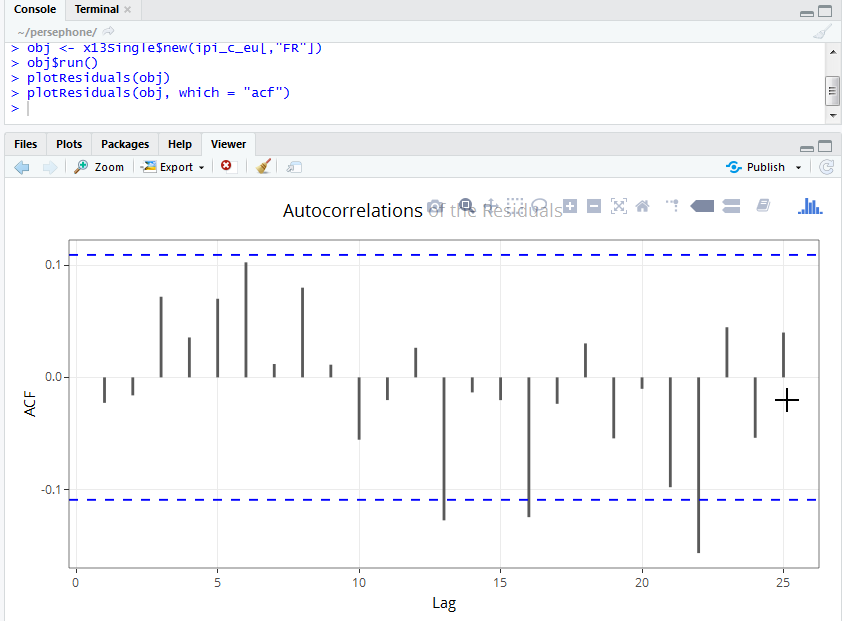 Console Terminal ×
~/persephone/
> obj <- x13Single$new(ipi_c_eu[,"FR"])
> obj$run()
> plotResiduals(obj)
> plotResiduals(obj, which = "acf")
>
Files Plots Packages Help Viewer
Zoom Export Publish
Autocorrelations of the Residuals
0.1
0.0
-0.1
ACF
0 5 10 15 20 25
Lag